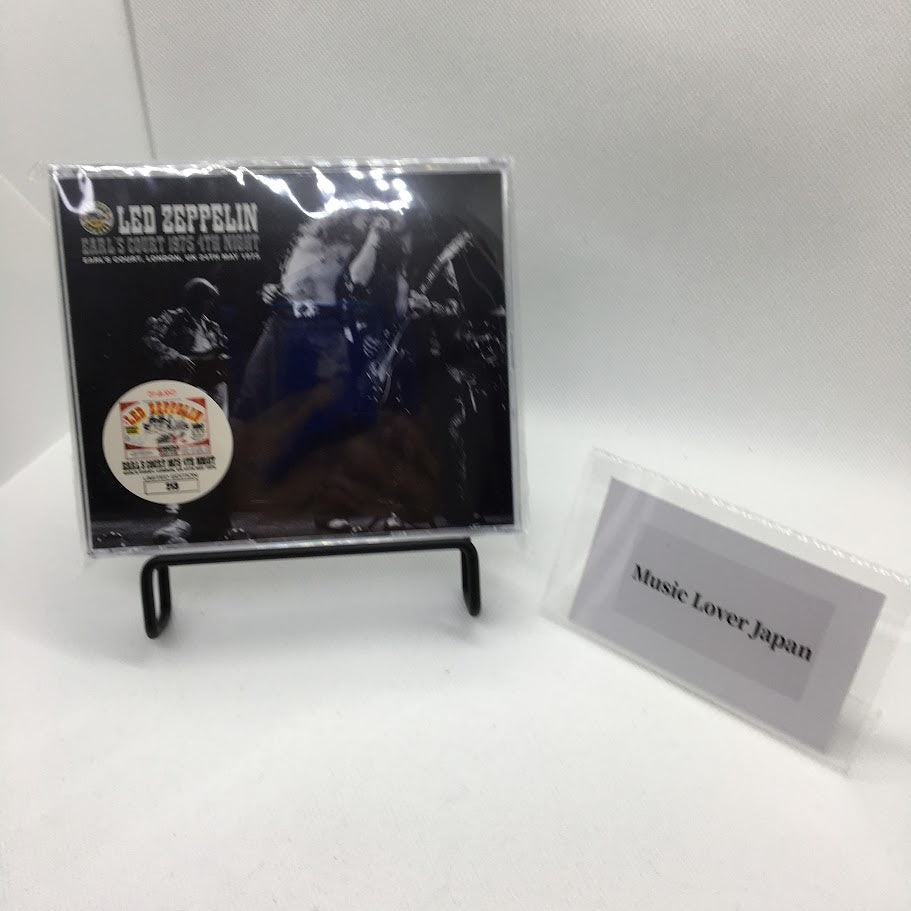 LED ZEPPELIN
EARL'S COURT 1975 4TH NIGHT
EARL'S COURT, LONDON, UK 24TH MAY 1975
LED ZEPPELIN
EARL'S COURT 1975 4TH NIGHT
LIMITED EDITION
Music Lover Japan